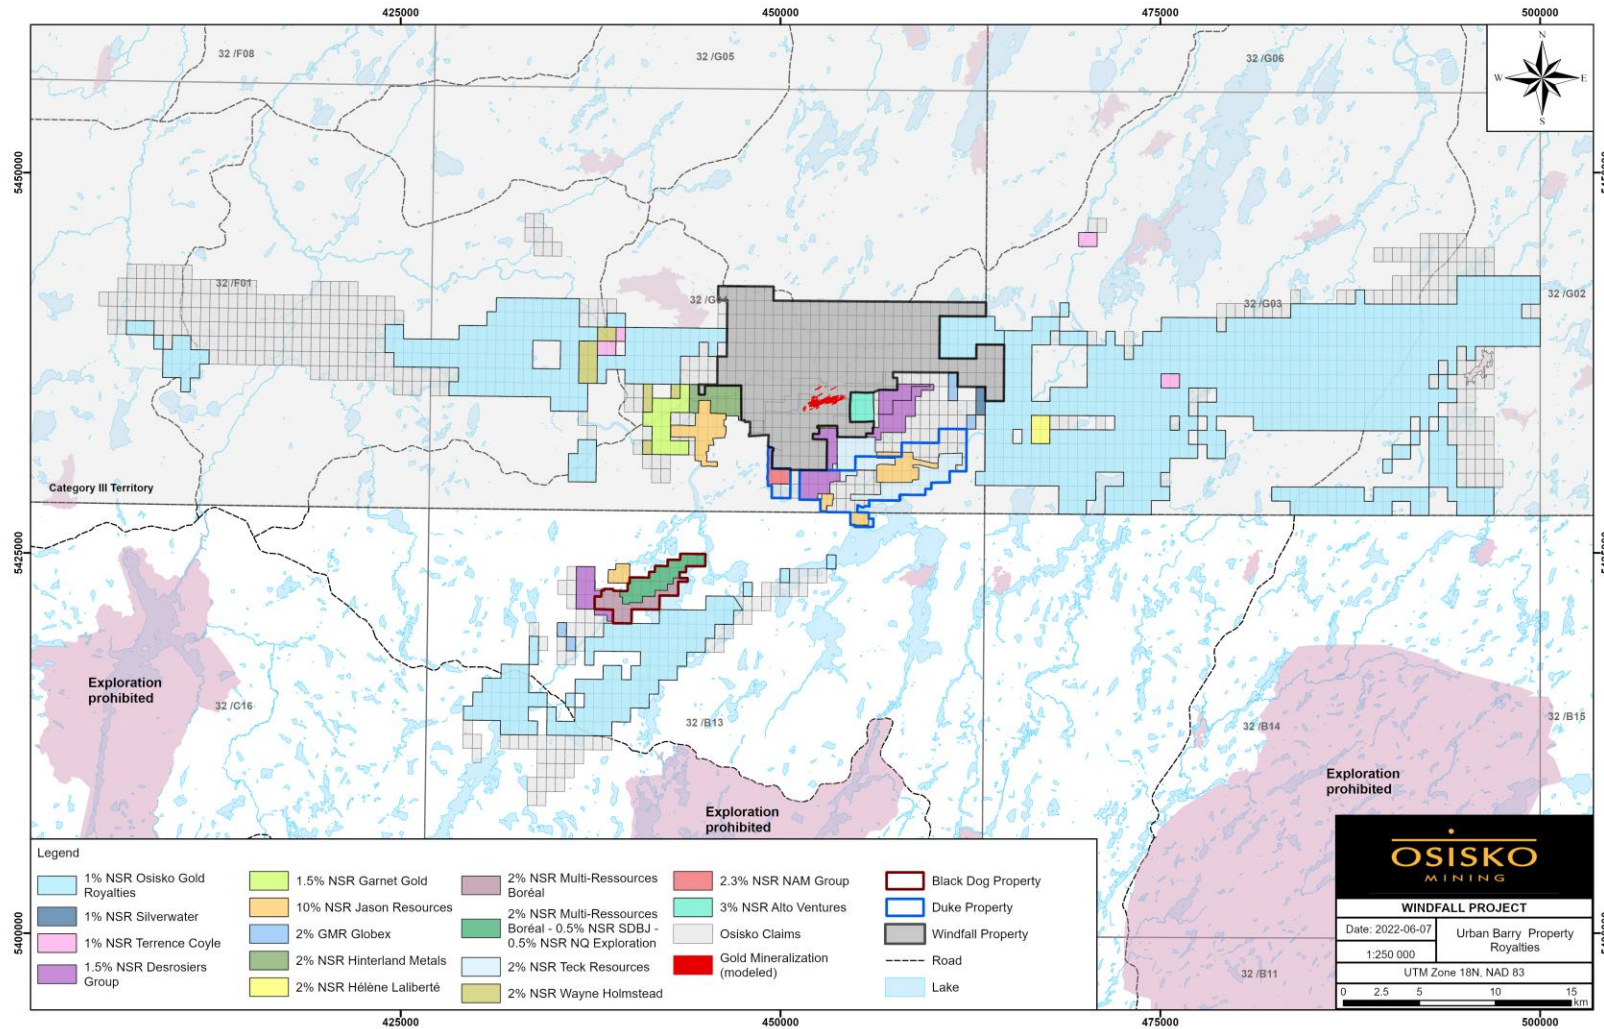 425000
450000
475000
500000
N
W
E
S
32 /F08
32 /G05
32 /G06
5450000
5450000
32 /F01
32 /G03
32 /G02
Category III Territory
5425000
Exploration
prohibited
32 /C16
32 /B13
32 /B14
32 /B15
Exploration
prohibited
Exploration
prohibited
32 /B11
5400000
Legend
1% NSR Osisko Gold
Royalties
1% NSR Silverwater
1% NSR Terrence Coyle
1.5% NSR Desrosiers
Group
1.5% NSR Garnet Gold
10% NSR Jason Resources
2% GMR Globex
2% NSR Hinterland Metals
2% NSR Hélène Laliberté
2% NSR Multi-Ressources
Boréal
2% NSR Multi-Ressources
Boréal - 0.5% NSR SDBJ -
0.5% NSR NQ Exploration
2% NSR Teck Resources
2% NSR Wayne Holmstead
2.3% NSR NAM Group
3% NSR Alto Ventures
Osisko Claims
Gold Mineralization
(modeled)
Black Dog Property
Duke Property
Windfall Property
Road
Lake
OSISKO
MINING
WINDFALL PROJECT
Date: 2022-06-07
1:250 000
Urban Barry Property
Royalties
UTM Zone 18N, NAD 83
0 2.5 5 10 15
km
425000
450000
475000
500000